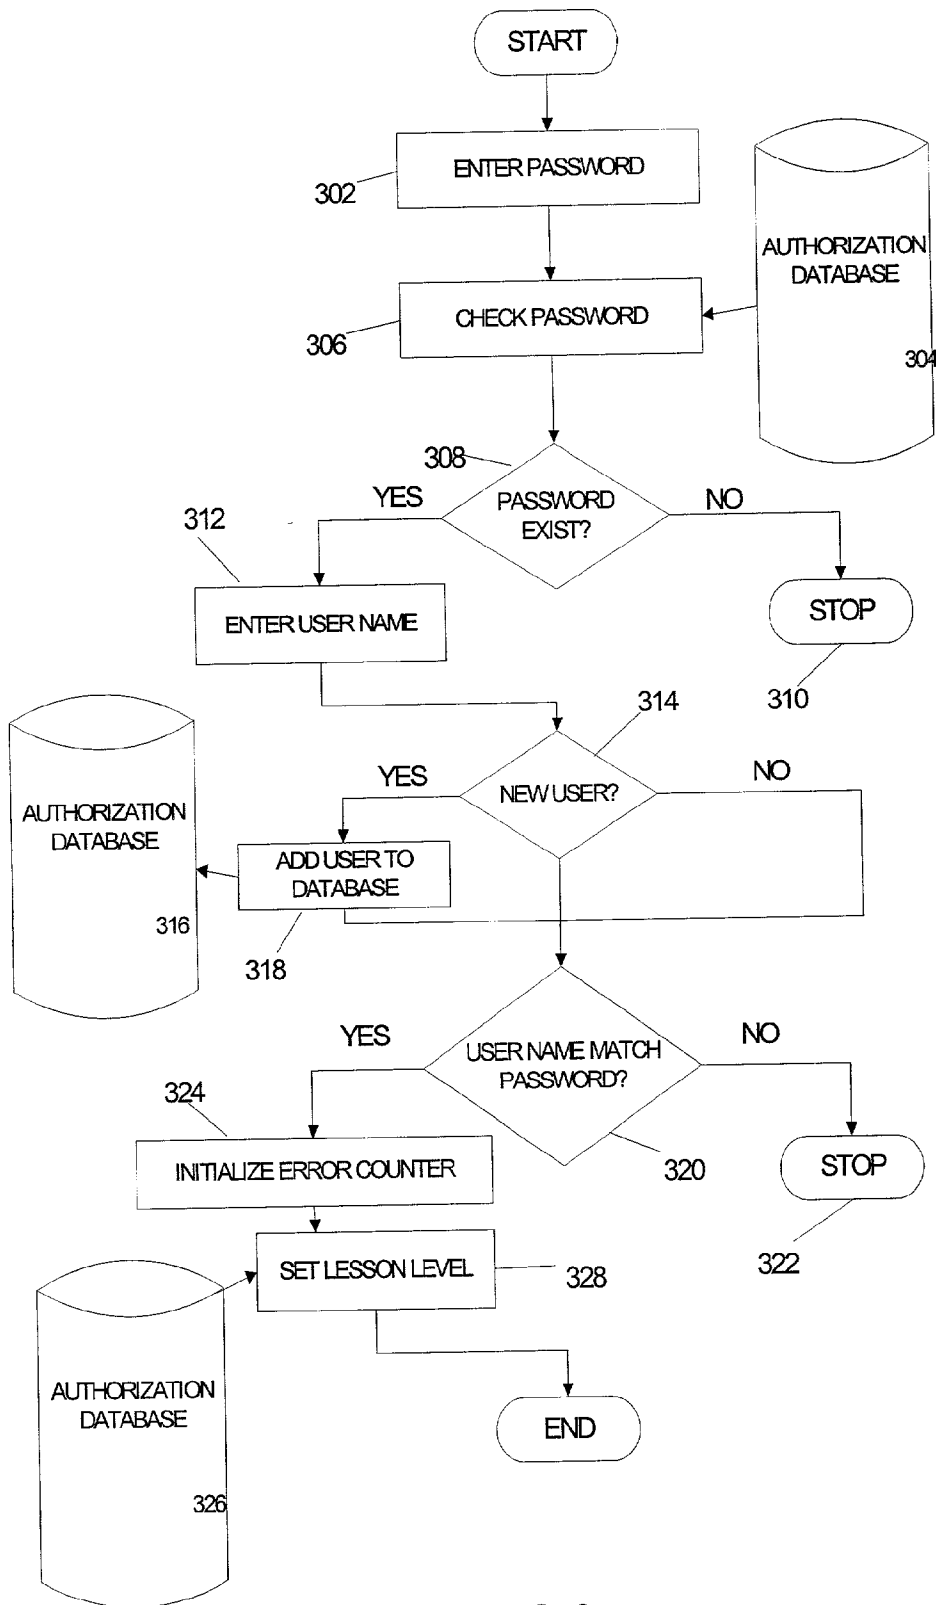 START
ENTER PASSWORD
302
AUTHORIZATION
DATABASE
304
CHECK PASSWORD
306
308
PASSWORD
EXIST?
YES
NO
312
ENTER USER NAME
STOP
310
314
NEW USER?
YES
NO
AUTHORIZATION
DATABASE
316
ADD USER TO
DATABASE
318
USER NAME MATCH
PASSWORD?
YES
NO
320
324
INITIALIZE ERROR COUNTER
STOP
322
SET LESSON LEVEL
328
AUTHORIZATION
DATABASE
326
END